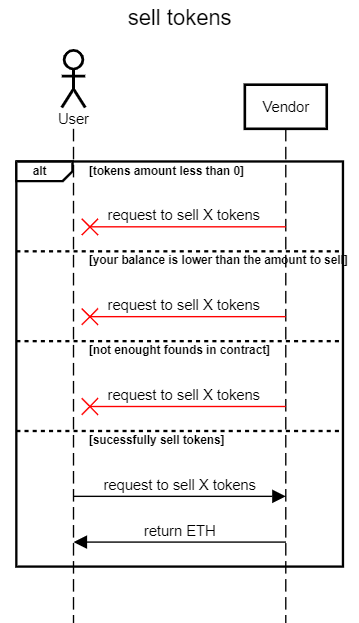 sell tokens
User
Vendor
alt
[tokens amount less than 0]
request to sell X tokens
[your balance is lower than the amount to sell]
request to sell X tokens
[not enought founds in contract]
request to sell X tokens
[sucessfully sell tokens]
request to sell X tokens
return ETH